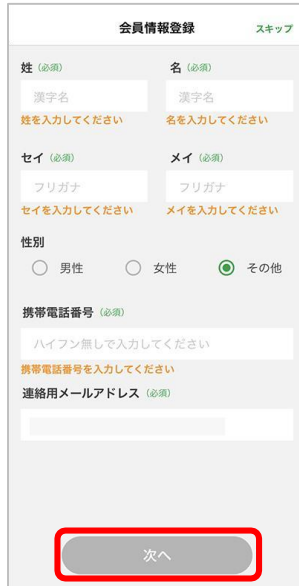 会員情報登録 スキップ
姓 (必須) 名 (必須)
漢字名 漢字名
姓を入力してください 名を入力してください
セイ (必須) メイ (必須)
フリガナ フリガナ
セイを入力してください メイを入力してください
性別
男性 女性 その他
携帯電話番号 (必須)
ハイフン無しで入力してください
携帯電話番号を入力してください
連絡用メールアドレス (必須)
次へ